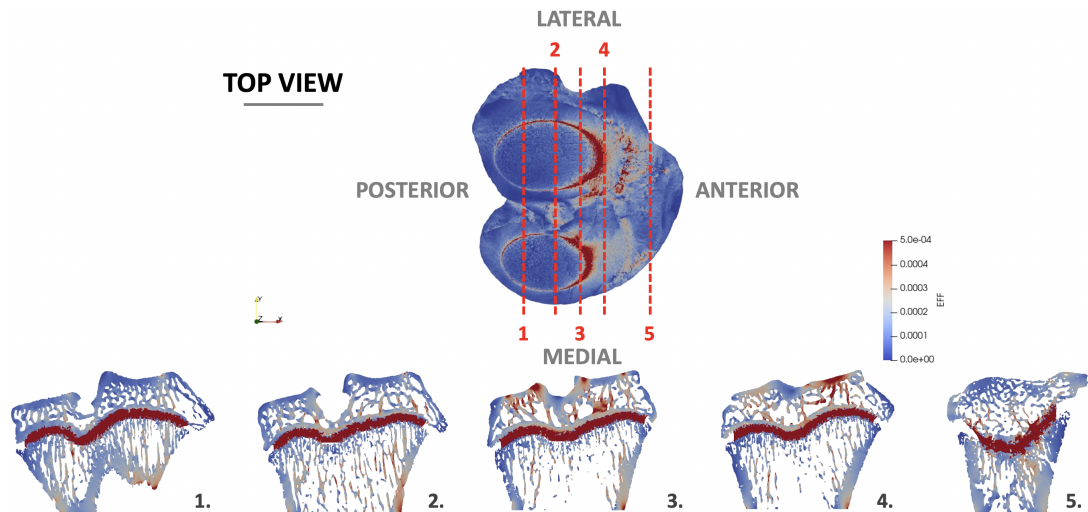 LATERAL
2 4
TOP VIEW
POSTERIOR
ANTERIOR
5.0e-04
0.0004
0.0003
0.0002
0.0001
0.0e+00
EFF
Y
Z X
1 3 5
MEDIAL
1. 2. 3. 4. 5.